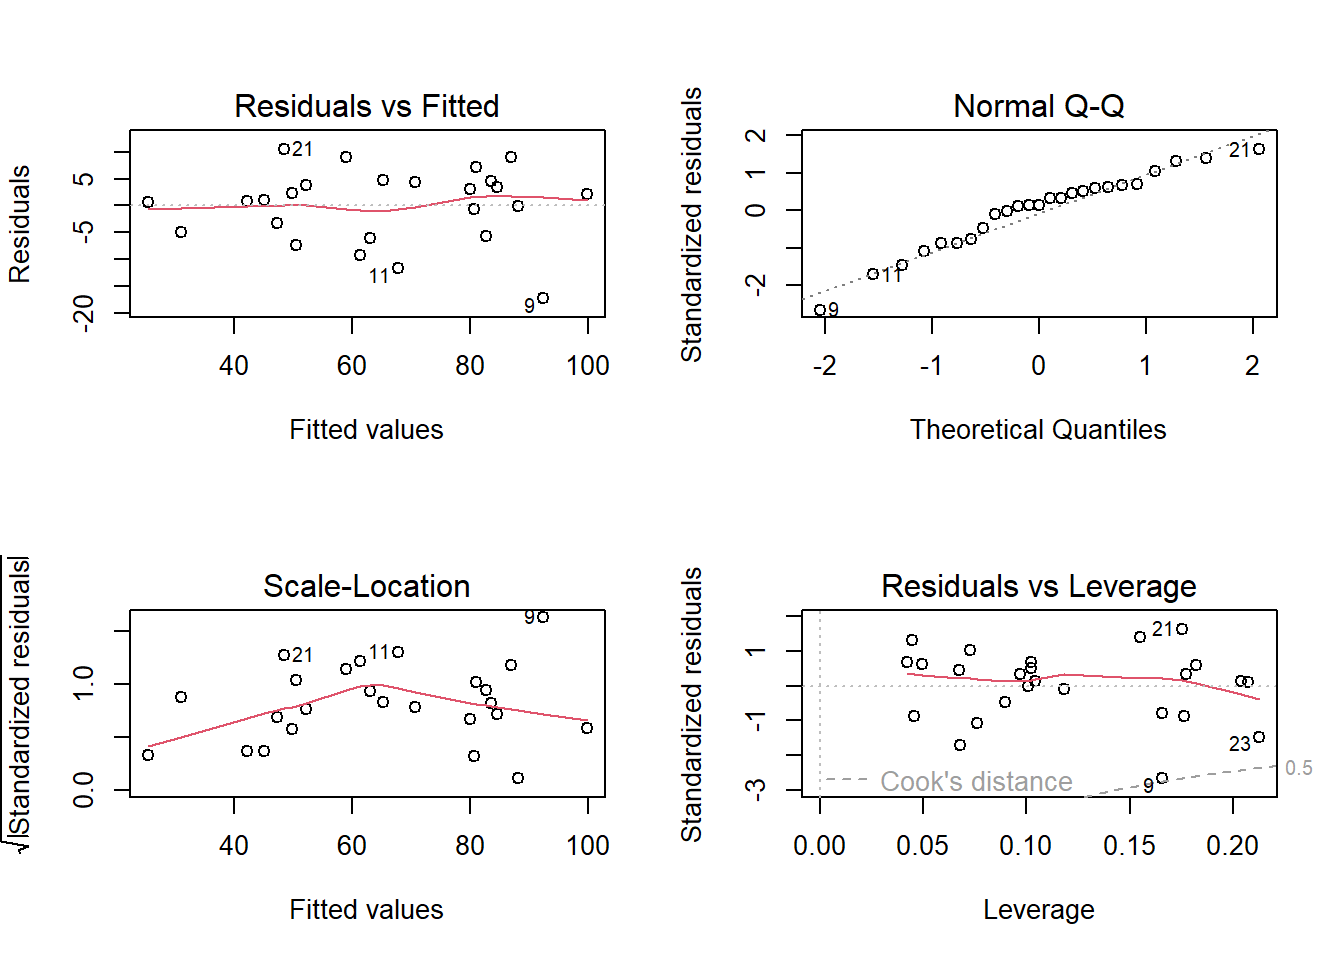 Residuals vs Fitted
Residuals
5
-5
-20
21
11
9
40 60 80 100
Fitted values
Normal Q-Q
Standardized residuals
2
1
0
-2
21
11
9
-2 -1 0 1 2
Theoretical Quantiles
Scale-Location
√|Standardized residuals|
1.0
0.0
9
21
11
40 60 80 100
Fitted values
Residuals vs Leverage
Standardized residuals
1
-1
-3
21
23
9
Cook's distance
0.5
0.00 0.05 0.10 0.15 0.20
Leverage